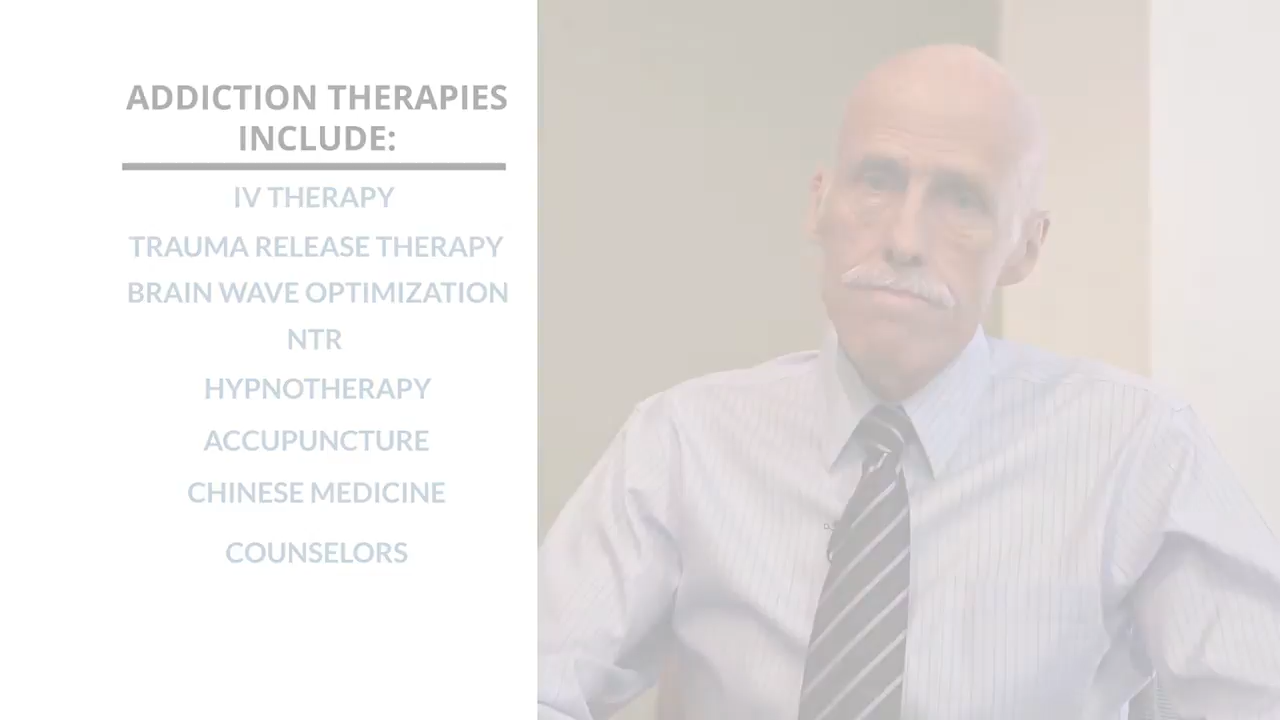 ADDICTION THERAPIES
INCLUDE:
IV THERAPY
TRAUMA RELEASE THERAPY
BRAIN WAVE OPTIMIZATION
NTR
HYPNOTHERAPY
ACCUPUNCTURE
CHINESE MEDICINE
COUNSELORS